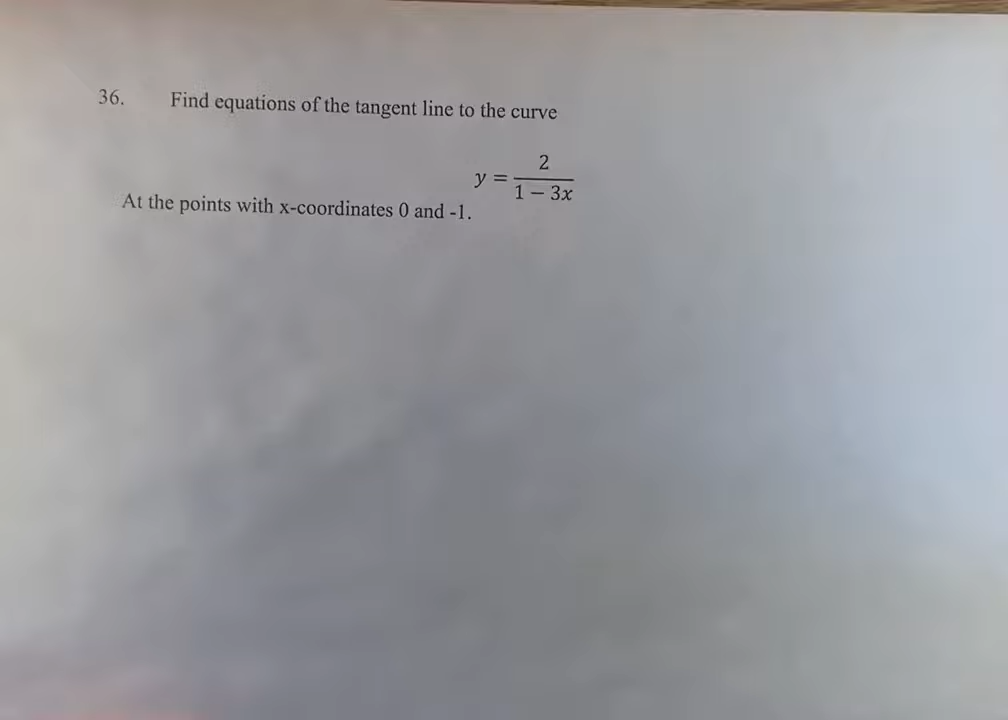 36. Find equations of the tangent line to the curve
y = \frac{2}{1 - 3x}
At the points with x-coordinates 0 and -1.